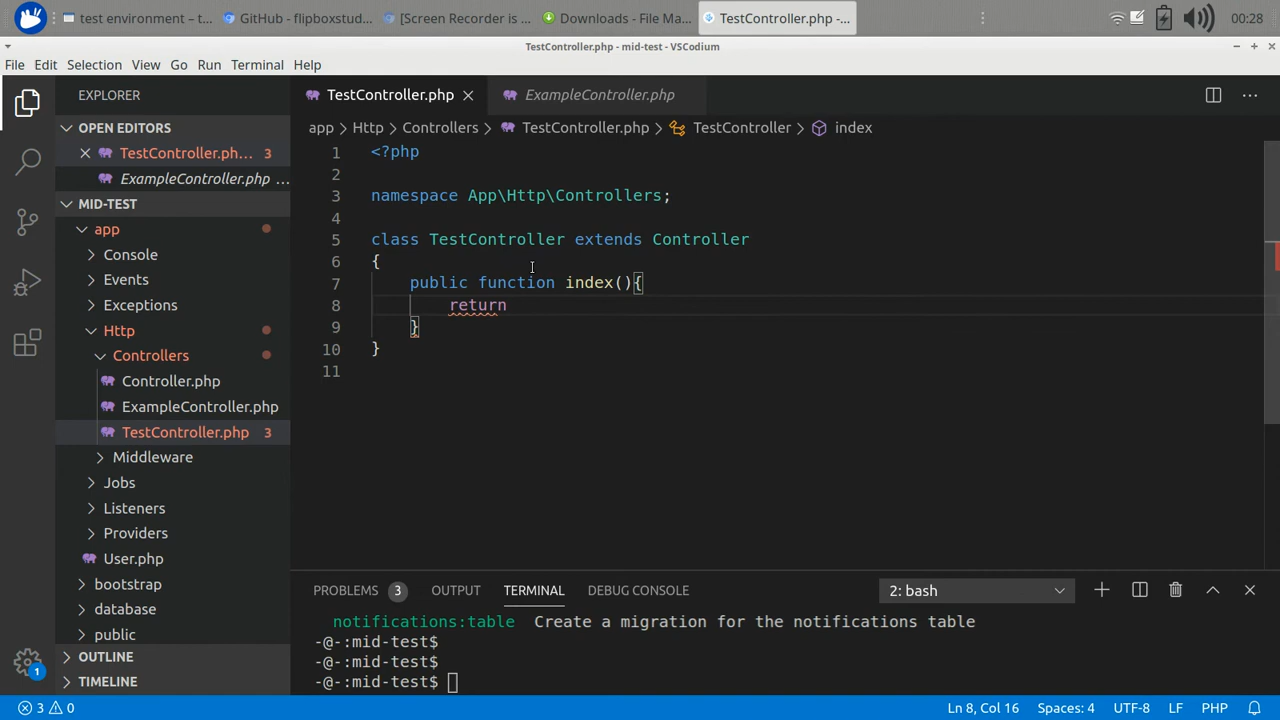 test environment – t...
GitHub - flipboxstud...
[Screen Recorder is ...
Downloads - File Ma...
TestController.php -...
00:28
TestController.php - mid-test - VSCodium
File Edit Selection View Go Run Terminal Help
EXPLORER
OPEN EDITORS
TestController.ph... 3
ExampleController.php ...
MID-TEST
app
Console
Events
Exceptions
Http
Controllers
Controller.php
ExampleController.php
TestController.php 3
Middleware
Jobs
Listeners
Providers
User.php
bootstrap
database
public
OUTLINE
TIMELINE
1
TestController.php
ExampleController.php
app > Http > Controllers > TestController.php > TestController > index
1 <?php
2
3 namespace App\Http\Controllers;
4
5 class TestController extends Controller
6 {
7 public function index(){
8 return
9 }
10 }
11
PROBLEMS 3 OUTPUT TERMINAL DEBUG CONSOLE 2: bash
notifications:table Create a migration for the notifications table
-@-:mid-test$
-@-:mid-test$
-@-:mid-test$
3 0 Ln 8, Col 16 Spaces: 4 UTF-8 LF PHP